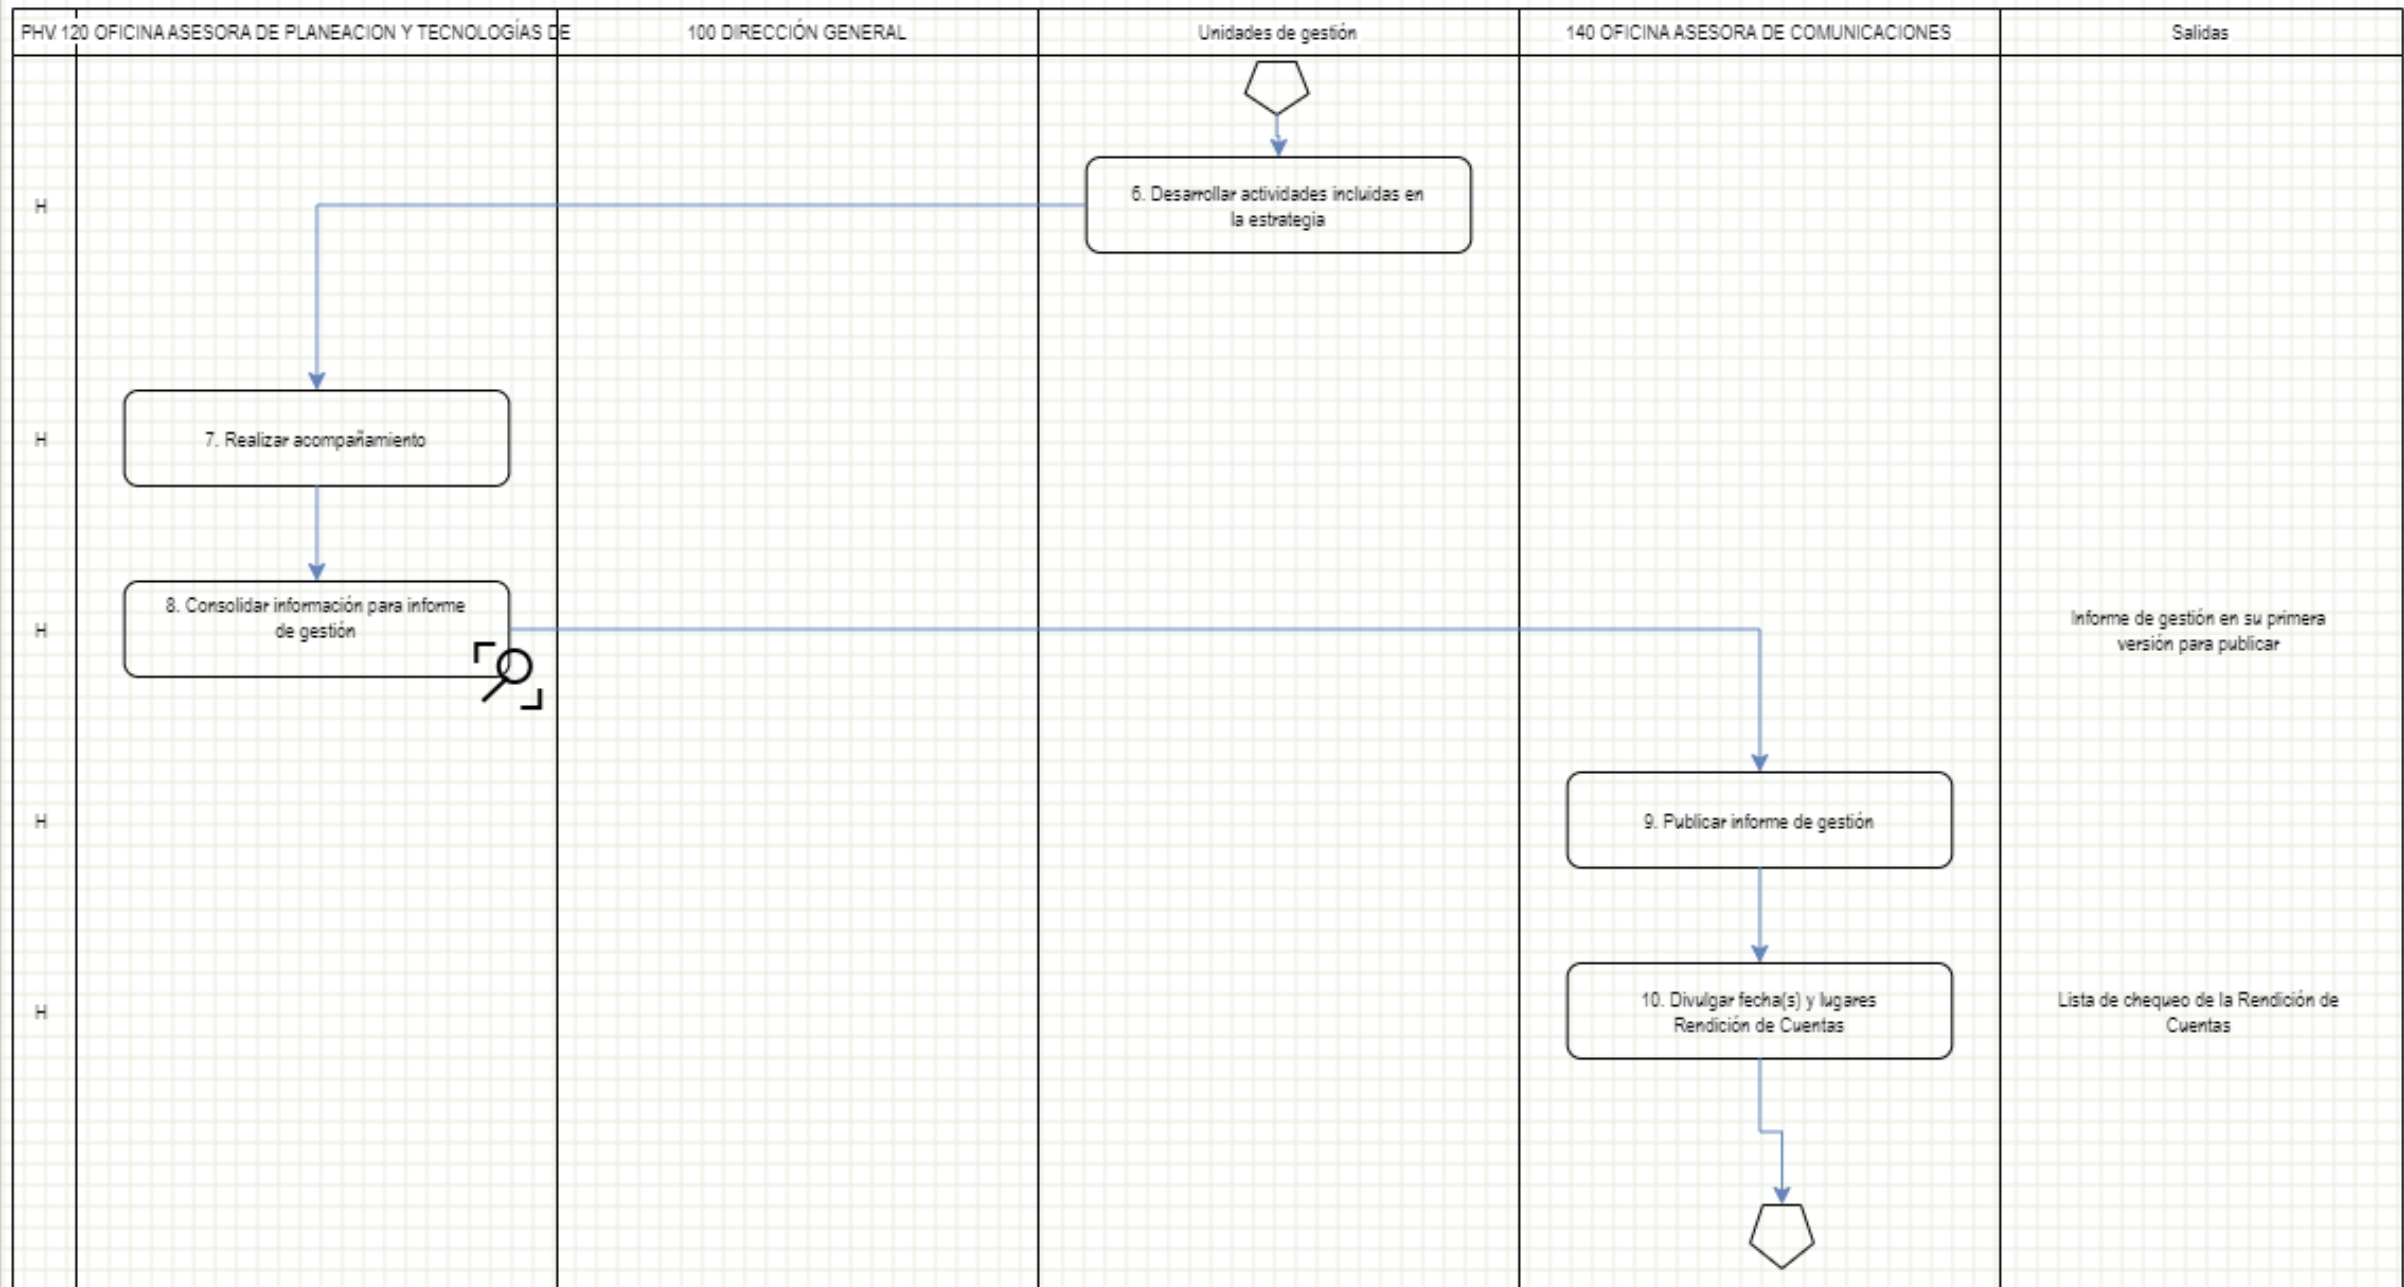 PHV 120 OFICINA ASESORA DE PLANEACION Y TECNOLOGÍAS DE
100 DIRECCIÓN GENERAL
Unidades de gestión
140 OFICINA ASESORA DE COMUNICACIONES
Salidas
H
6. Desarrollar actividades incluidas en
la estrategia
H
7. Realizar acompañamiento
H
8. Consolidar información para informe
de gestión
Informe de gestión en su primera
versión para publicar
H
9. Publicar informe de gestión
H
10. Divulgar fecha(s) y lugares
Rendición de Cuentas
Lista de chequeo de la Rendición de
Cuentas